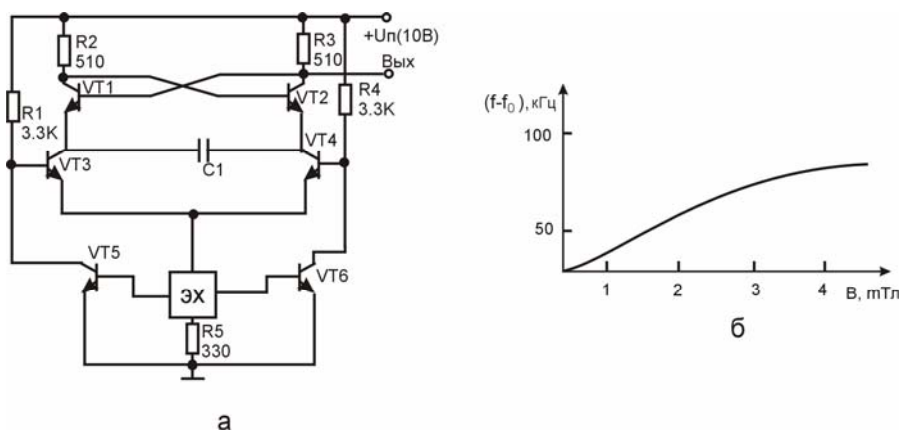 R2
510
R3
510
+Uп(10В)
Вых
VT1
VT2
R4
3.3K
R1
3.3K
VT3
VT4
C1
VT5
VT6
ЭХ
R5
330
а
(f-f0), кГц
100
50
1
2
3
4
В, mТл
б